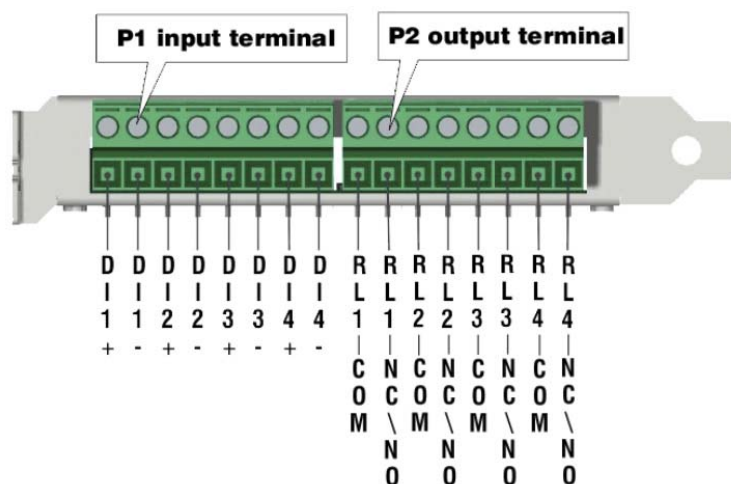 P1 input terminal
P2 output terminal
DI1+
DI1-
DI2+
DI2-
DI3+
DI3-
DI4+
DI4-
RL1—COM
RL1—NC\NO
RL2—COM
RL2—NC\NO
RL3—COM
RL3—NC\NO
RL4—COM
RL4—NC\NO